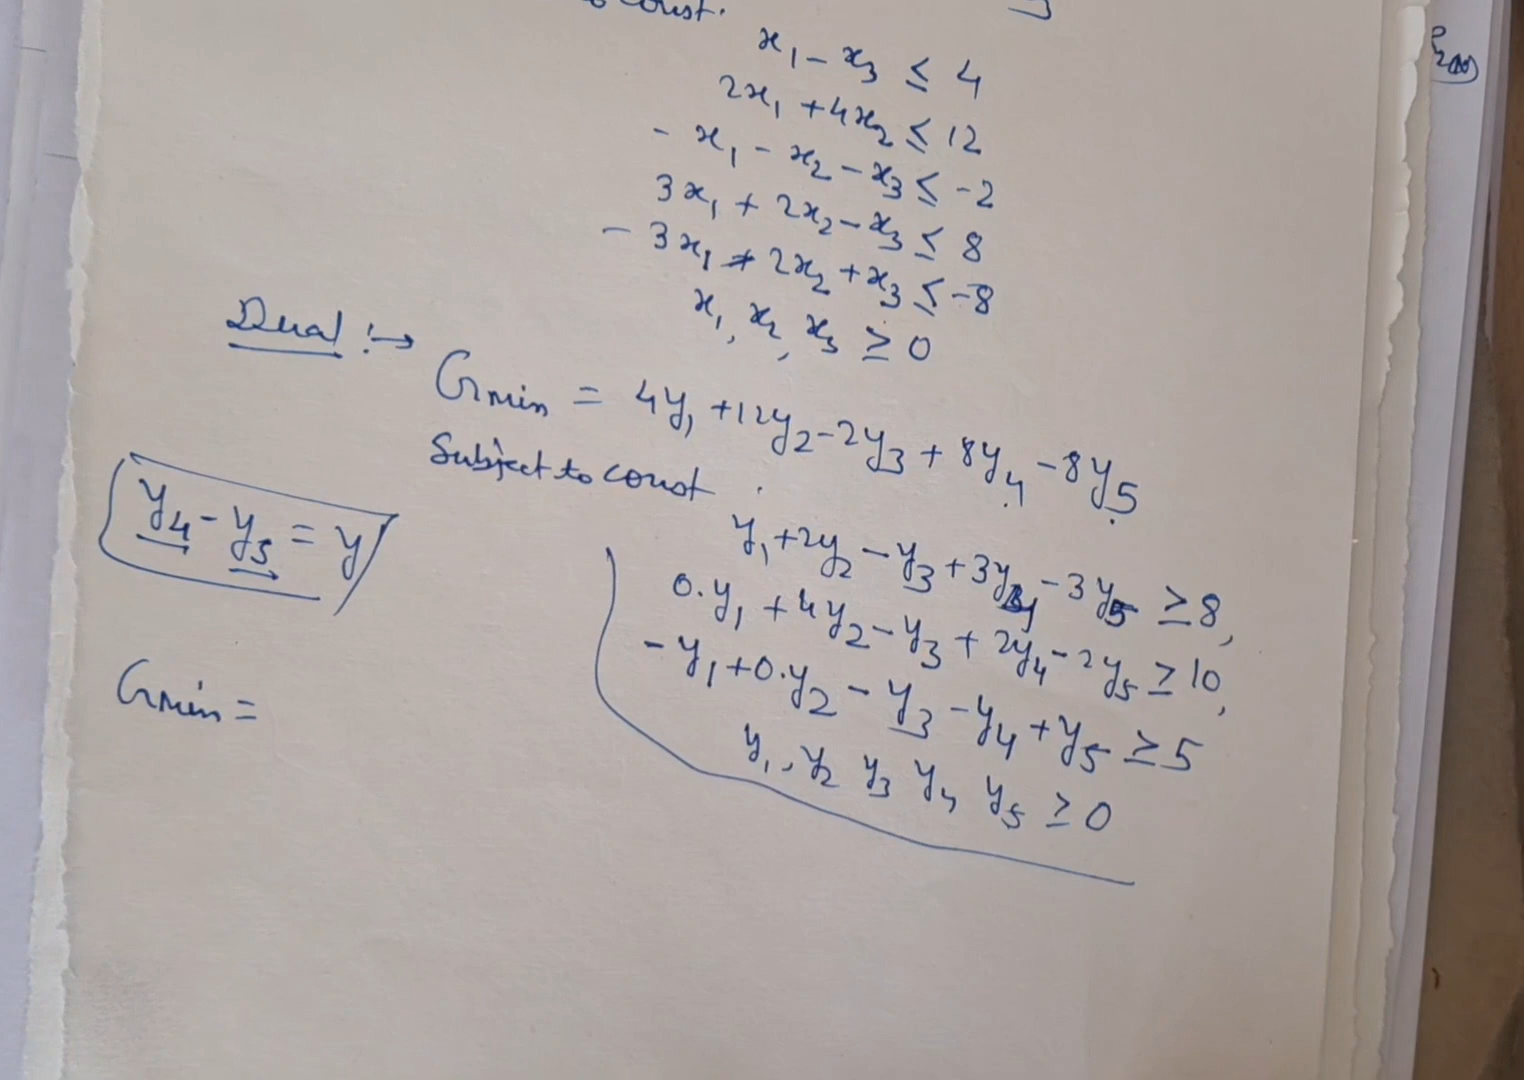 to const.
x₁ - x₃ ≤ 4
2x₁ + 4x₂ ≤ 12
- x₁ - x₂ - x₃ ≤ -2
3x₁ + 2x₂ - x₃ ≤ 8
- 3x₁ - 2x₂ + x₃ ≤ -8
x₁, x₂, x₃ ≥ 0
Dual :→
Gmin = 4y₁ + 12y₂ - 2y₃ + 8y₄ - 8y₅
Subject to const.
y₁ + 2y₂ - y₃ + 3y₄ - 3y₅ ≥ 8,
0.y₁ + 4y₂ - y₃ + 2y₄ - 2y₅ ≥ 10,
- y₁ + 0.y₂ - y₃ - y₄ + y₅ ≥ 5
y₁, y₂ y₃ y₄ y₅ ≥ 0
y₄ - y₅ = y
Gmin =